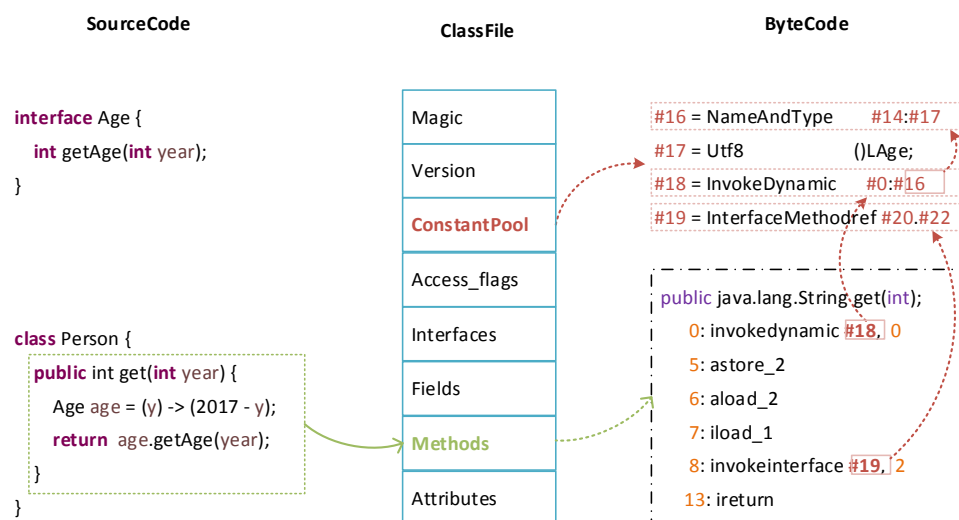 SourceCode
interface Age {
int getAge(int year);
}
class Person {
public int get(int year) {
Age age = (y) -> (2017 - y);
return age.getAge(year);
}
}
ClassFile
Magic
Version
ConstantPool
Access_flags
Interfaces
Fields
Methods
Attributes
ByteCode
#16 = NameAndType #14:#17
#17 = Utf8 ()LAge;
#18 = InvokeDynamic #0:#16
#19 = InterfaceMethodref #20.#22
public java.lang.String get(int);
0: invokedynamic #18, 0
5: astore_2
6: aload_2
7: iload_1
8: invokeinterface #19, 2
13: ireturn